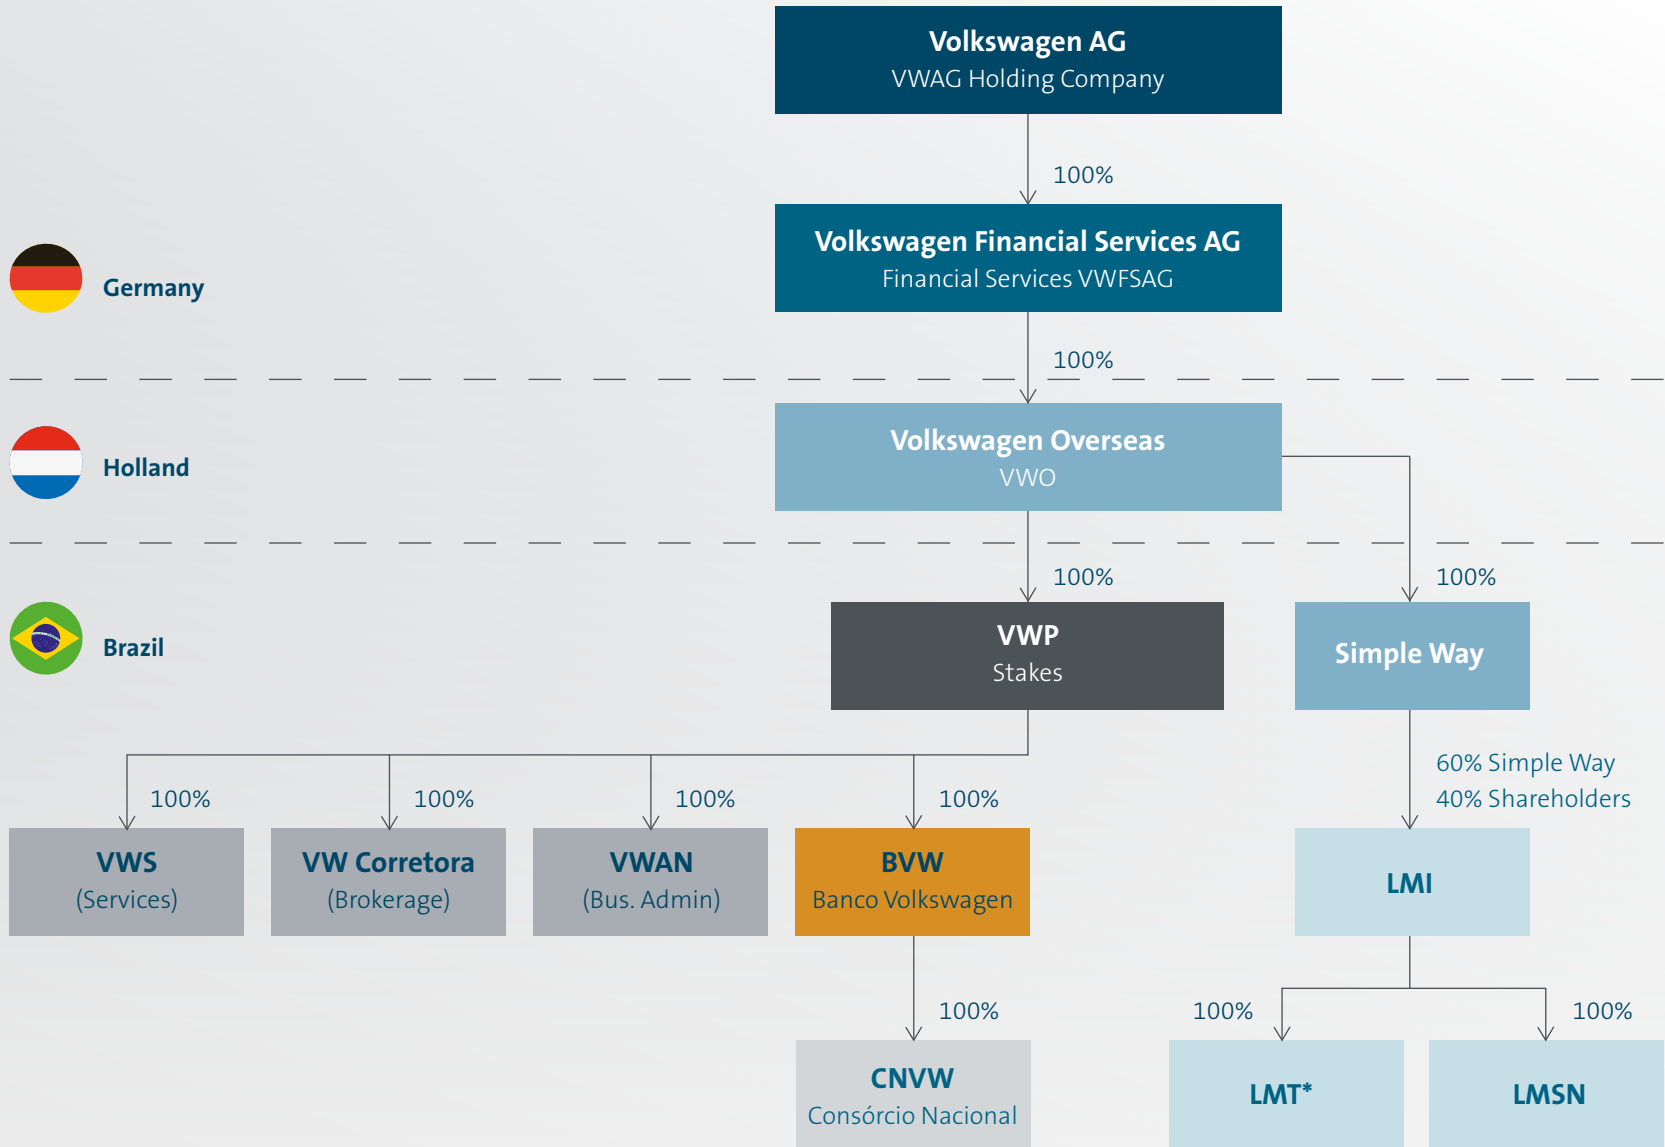 Volkswagen AG
VWAG Holding Company
100%
Volkswagen Financial Services AG
Financial Services VWFSAG
Germany
100%
Volkswagen Overseas
VWO
Holland
100%
100%
VWP
Stakes
Simple Way
Brazil
60% Simple Way
40% Shareholders
100%
100%
100%
100%
VWS
(Services)
VW Corretora
(Brokerage)
VWAN
(Bus. Admin)
BVW
Banco Volkswagen
LMI
100%
100%
100%
CNVW
Consórcio Nacional
LMT*
LMSN